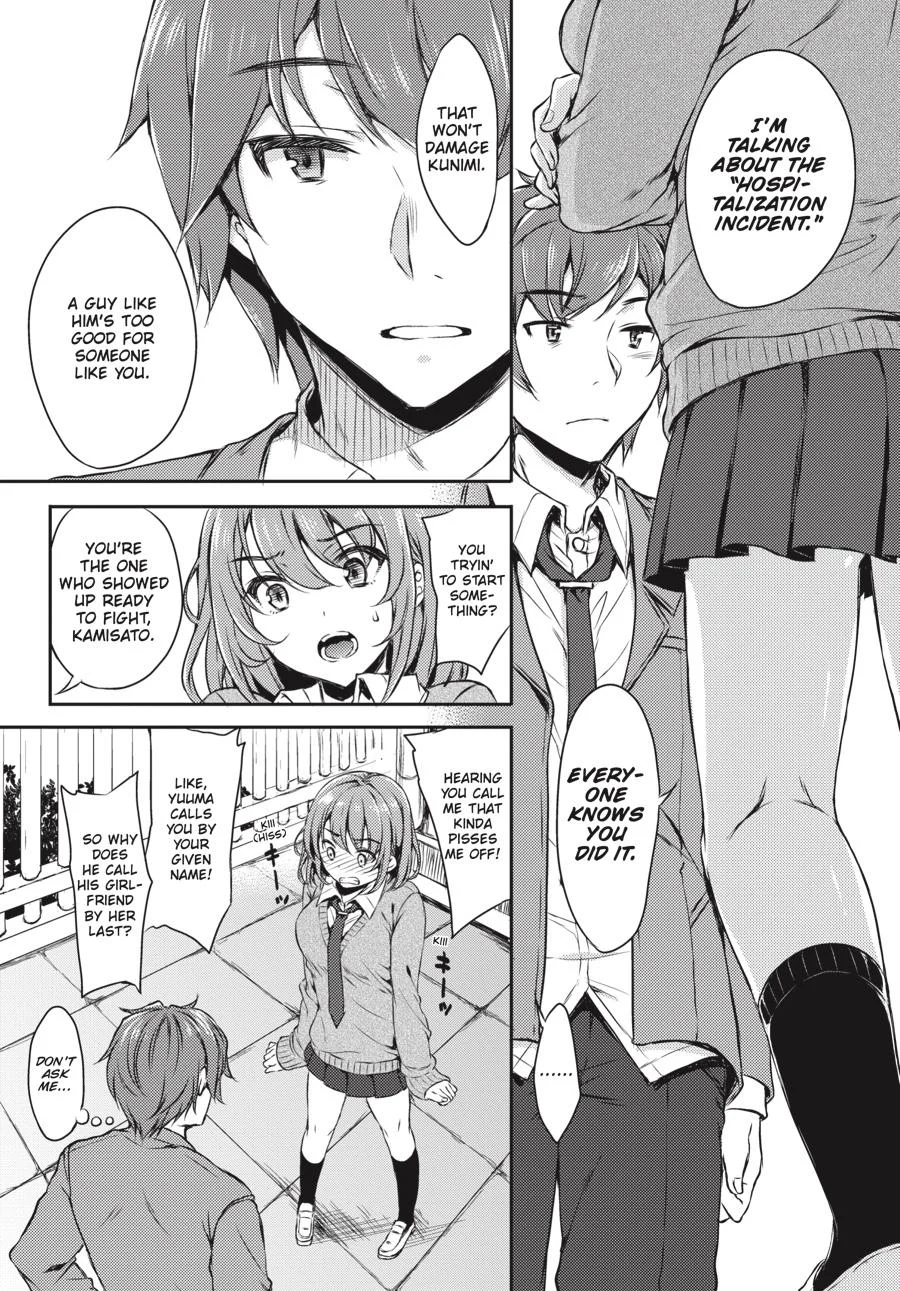 I'M
TALKING
ABOUT THE
"HOSPI-
TALIZATION
INCIDENT."
EVERY-
ONE
KNOWS
YOU
DID IT.
......
THAT
WON'T
DAMAGE
KUNIMI.
A GUY LIKE
HIM'S TOO
GOOD FOR
SOMEONE
LIKE YOU.
YOU
TRYIN'
TO START
SOME-
THING?
YOU'RE
THE ONE
WHO SHOWED
UP READY
TO FIGHT,
KAMISATO.
HEARING
YOU CALL
ME THAT
KINDA
PISSES
ME OFF!
KIII
キーッ
KIII
(HISS)
キーッ
LIKE,
YUUMA
CALLS
YOU BY
YOUR
GIVEN
NAME!
SO WHY
DOES
HE CALL
HIS GIRL-
FRIEND
BY HER
LAST?
DON'T
ASK
ME...